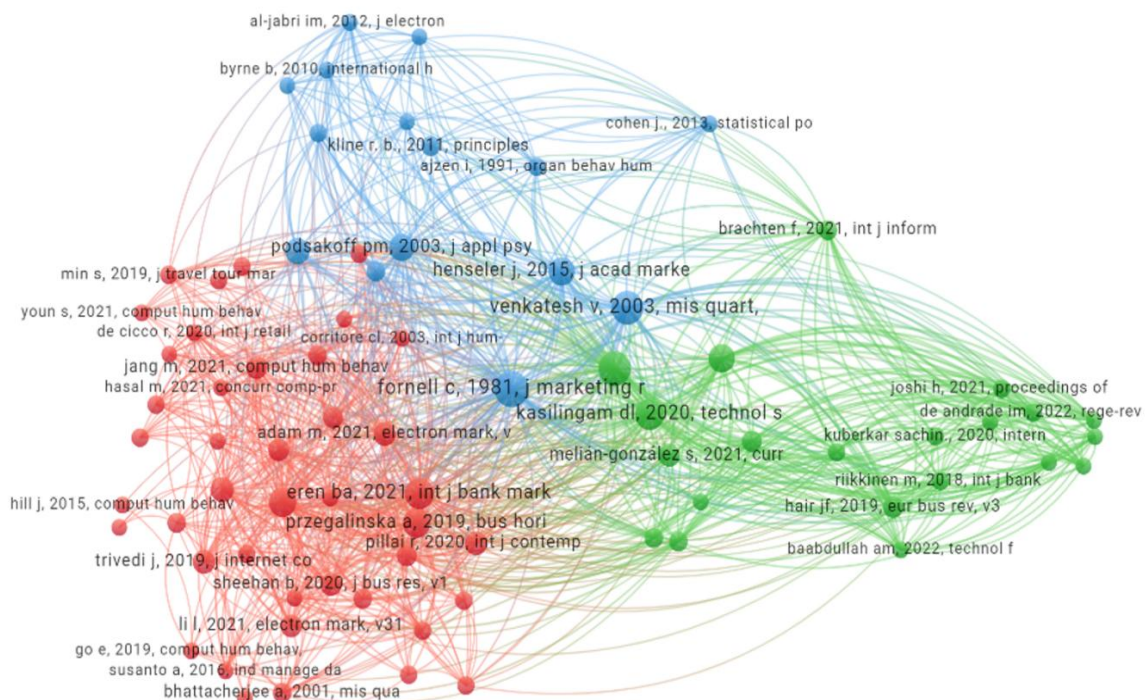 al-jabri im, 2012, j electron
byrne b, 2010, international h
cohen j., 2013, statistical po
kline r. b., 2011, principles
ajzen i, 1991, organ behav hum
brachten f, 2021, int j inform
podsakoff pm, 2003, j appl psy
henseler j, 2015, j acad marke
min s, 2019, j travel tour mar
venkatesh v, 2003, mis quart,
youn s, 2021, comput hum behav
de cicco r, 2020, int j retail
corritore cl, 2003, int j hum-
jang m, 2021, comput hum behav
hasal m, 2021, concurr comp-pr
fornell c, 1981, j marketing r
joshi h, 2021, proceedings of
kasilingam dl, 2020, technol s
de andrade im, 2022, rege-rev
adam m, 2021, electron mark, v
kuberkar sachin., 2020, intern
melián-gonzález s, 2021, curr
riikkinen m, 2018, int j bank
eren ba, 2021, int j bank mark
hill j, 2015, comput hum behav
hair jf, 2019, eur bus rev, v3
przegalinska a, 2019, bus hori
pillai r, 2020, int j contemp
baabdullah am, 2022, technol f
trivedi j, 2019, j internet co
sheehan b, 2020, j bus res, v1
li l, 2021, electron mark, v31
go e, 2019, comput hum behav,
susanto a, 2016, ind manage da
bhattacherjee a, 2001, mis qua